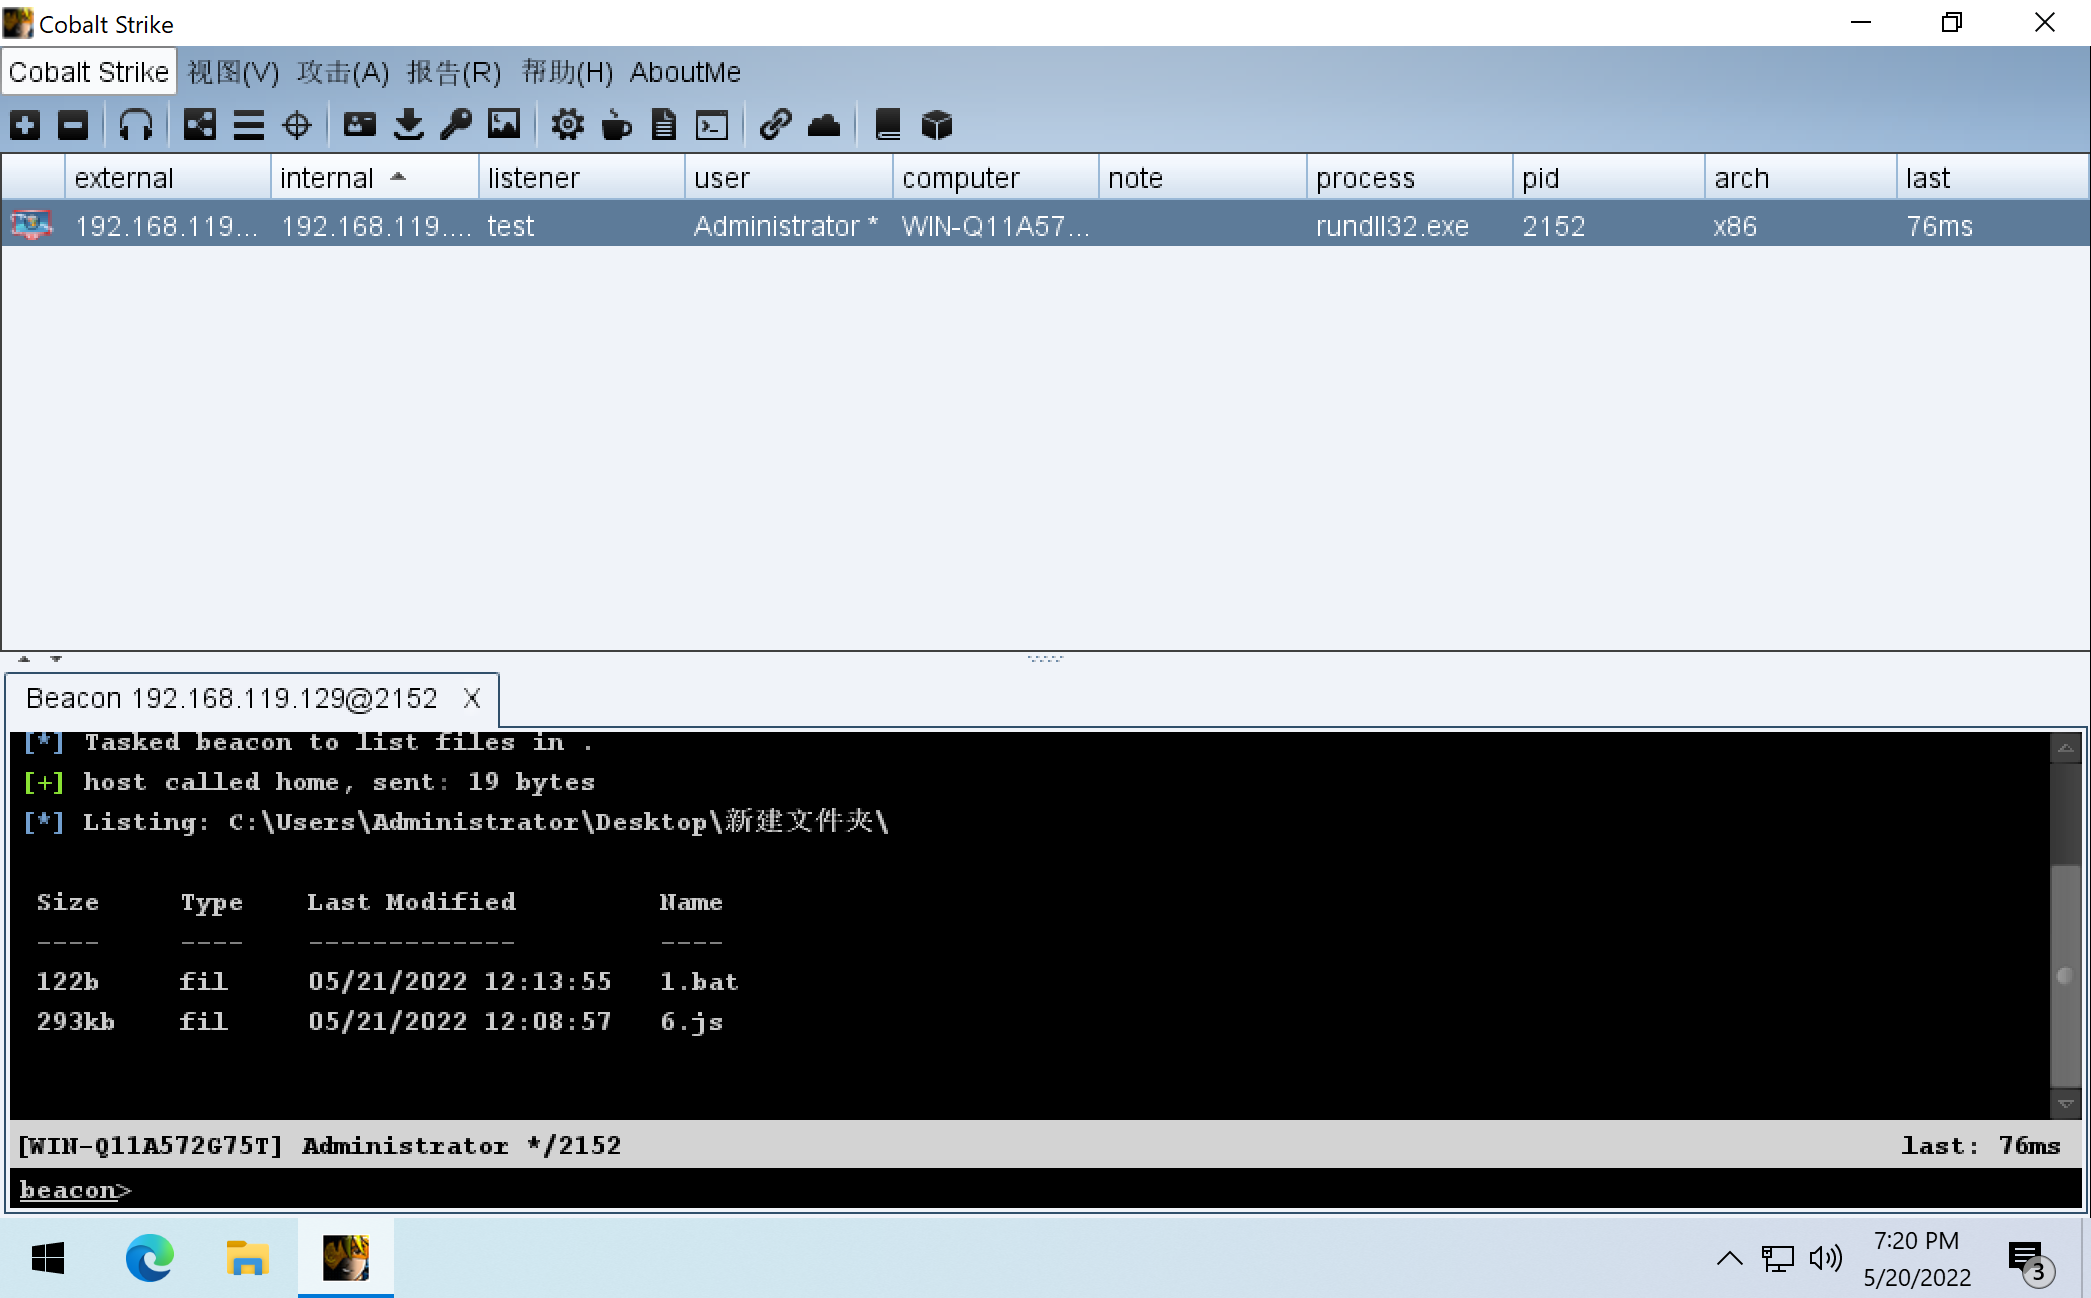 Cobalt Strike
Cobalt Strike 视图(V) 攻击(A) 报告(R) 帮助(H) AboutMe
external internal listener user computer note process pid arch last
192.168.119... 192.168.119.... test Administrator * WIN-Q11A57... rundll32.exe 2152 x86 76ms
Beacon 192.168.119.129@2152 X
[*] Tasked beacon to list files in .
[+] host called home, sent: 19 bytes
[*] Listing: C:\Users\Administrator\Desktop\新建文件夹\
Size Type Last Modified Name
---- ---- ------------- ----
122b fil 05/21/2022 12:13:55 1.bat
293kb fil 05/21/2022 12:08:57 6.js
[WIN-Q11A572G75T] Administrator */2152 last: 76ms
beacon>
7:20 PM
5/20/2022
3